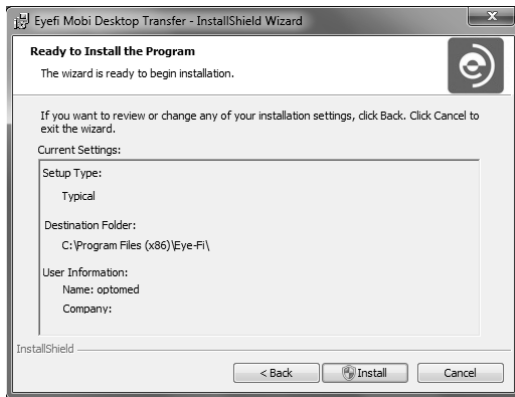 Eyefi Mobi Desktop Transfer - InstallShield Wizard
Ready to Install the Program
The wizard is ready to begin installation.
If you want to review or change any of your installation settings, click Back. Click Cancel to
exit the wizard.
Current Settings:
Setup Type:
Typical
Destination Folder:
C:\Program Files (x86)\Eye-Fi\
User Information:
Name: optomed
Company:
InstallShield
< Back
Install
Cancel